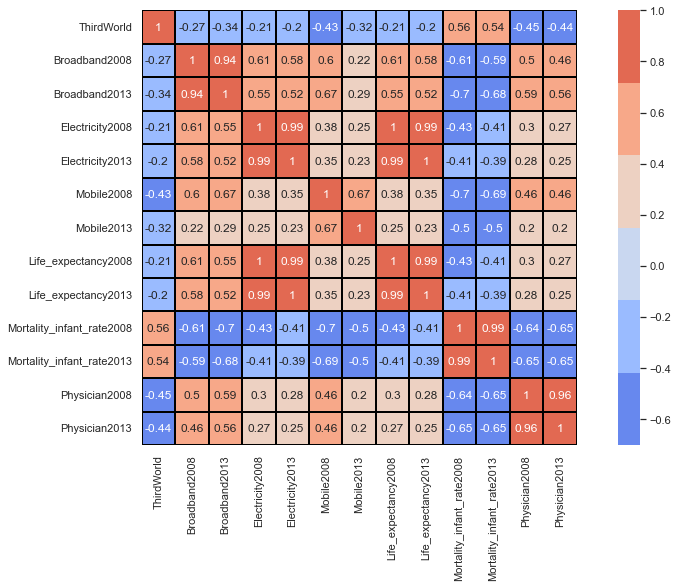 ThirdWorld 1 -0.27 -0.34 -0.21 -0.2 -0.43 -0.32 -0.21 -0.2 0.56 0.54 -0.45 -0.44
Broadband2008 -0.27 1 0.94 0.61 0.58 0.6 0.22 0.61 0.58 -0.61 -0.59 0.5 0.46
Broadband2013 -0.34 0.94 1 0.55 0.52 0.67 0.29 0.55 0.52 -0.7 -0.68 0.59 0.56
Electricity2008 -0.21 0.61 0.55 1 0.99 0.38 0.25 1 0.99 -0.43 -0.41 0.3 0.27
Electricity2013 -0.2 0.58 0.52 0.99 1 0.35 0.23 0.99 1 -0.41 -0.39 0.28 0.25
Mobile2008 -0.43 0.6 0.67 0.38 0.35 1 0.67 0.38 0.35 -0.7 -0.69 0.46 0.46
Mobile2013 -0.32 0.22 0.29 0.25 0.23 0.67 1 0.25 0.23 -0.5 -0.5 0.2 0.2
Life_expectancy2008 -0.21 0.61 0.55 1 0.99 0.38 0.25 1 0.99 -0.43 -0.41 0.3 0.27
Life_expectancy2013 -0.2 0.58 0.52 0.99 1 0.35 0.23 0.99 1 -0.41 -0.39 0.28 0.25
Mortality_infant_rate2008 0.56 -0.61 -0.7 -0.43 -0.41 -0.7 -0.5 -0.43 -0.41 1 0.99 -0.64 -0.65
Mortality_infant_rate2013 0.54 -0.59 -0.68 -0.41 -0.39 -0.69 -0.5 -0.41 -0.39 0.99 1 -0.65 -0.65
Physician2008 -0.45 0.5 0.59 0.3 0.28 0.46 0.2 0.3 0.28 -0.64 -0.65 1 0.96
Physician2013 -0.44 0.46 0.56 0.27 0.25 0.46 0.2 0.27 0.25 -0.65 -0.65 0.96 1
ThirdWorld
Broadband2008
Broadband2013
Electricity2008
Electricity2013
Mobile2008
Mobile2013
Life_expectancy2008
Life_expectancy2013
Mortality_infant_rate2008
Mortality_infant_rate2013
Physician2008
Physician2013
1.0
0.8
0.6
0.4
0.2
0.0
−0.2
−0.4
−0.6